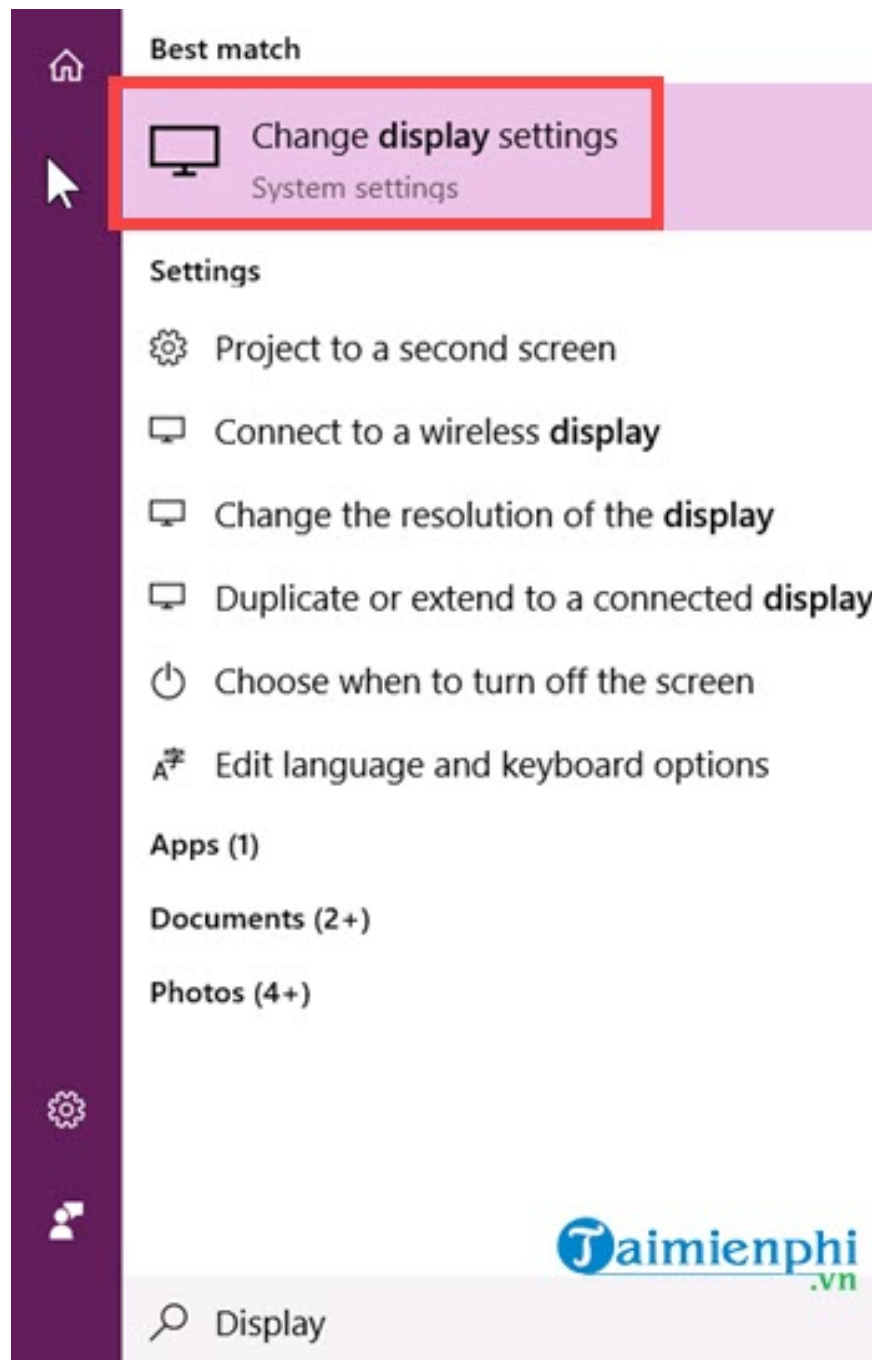 Best match
Change display settings
System settings
Settings
Project to a second screen
Connect to a wireless display
Change the resolution of the display
Duplicate or extend to a connected display
Choose when to turn off the screen
A字 Edit language and keyboard options
Apps (1)
Documents (2+)
Photos (4+)
Taimienphi
.vn
Display